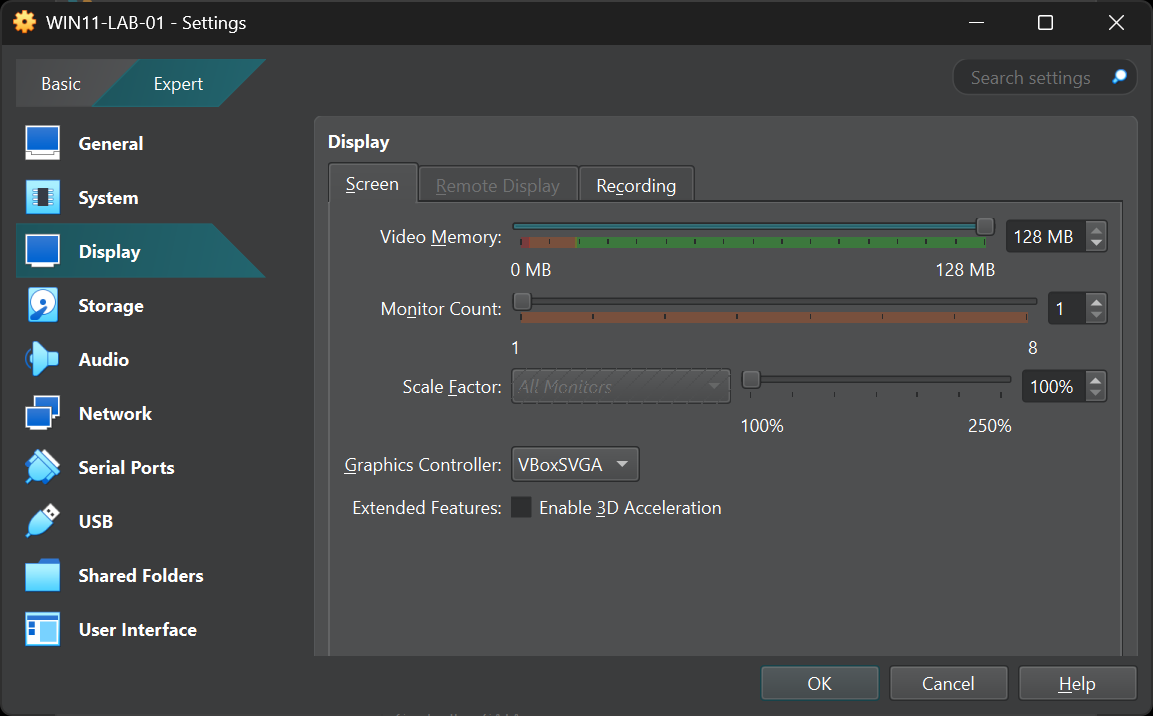 WIN11-LAB-01 - Settings
Basic
Expert
Search settings
General
System
Display
Storage
Audio
Network
Serial Ports
USB
Shared Folders
User Interface
Display
Screen
Remote Display
Recording
Video Memory:
128 MB
0 MB
128 MB
Monitor Count:
1
1
8
Scale Factor:
All Monitors
100%
100%
250%
Graphics Controller:
VBoxSVGA
Extended Features:
Enable 3D Acceleration
OK
Cancel
Help